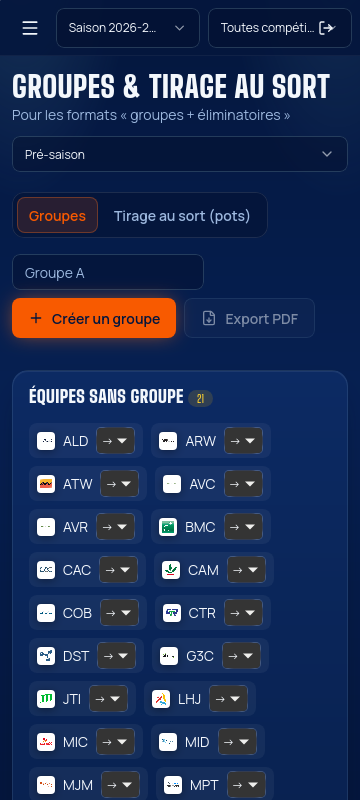 Saison 2026-2...
Toutes compéti...
GROUPES & TIRAGE AU SORT
Pour les formats « groupes + éliminatoires »
Pré-saison
Groupes
Tirage au sort (pots)
Groupe A
+ Créer un groupe
Export PDF
ÉQUIPES SANS GROUPE 21
ALD →
ARW →
ATW →
AVC →
AVR →
BMC →
CAC →
CAM →
COB →
CTR →
DST →
G3C →
JTI →
LHJ →
MIC →
MID →
MJM →
MPT →